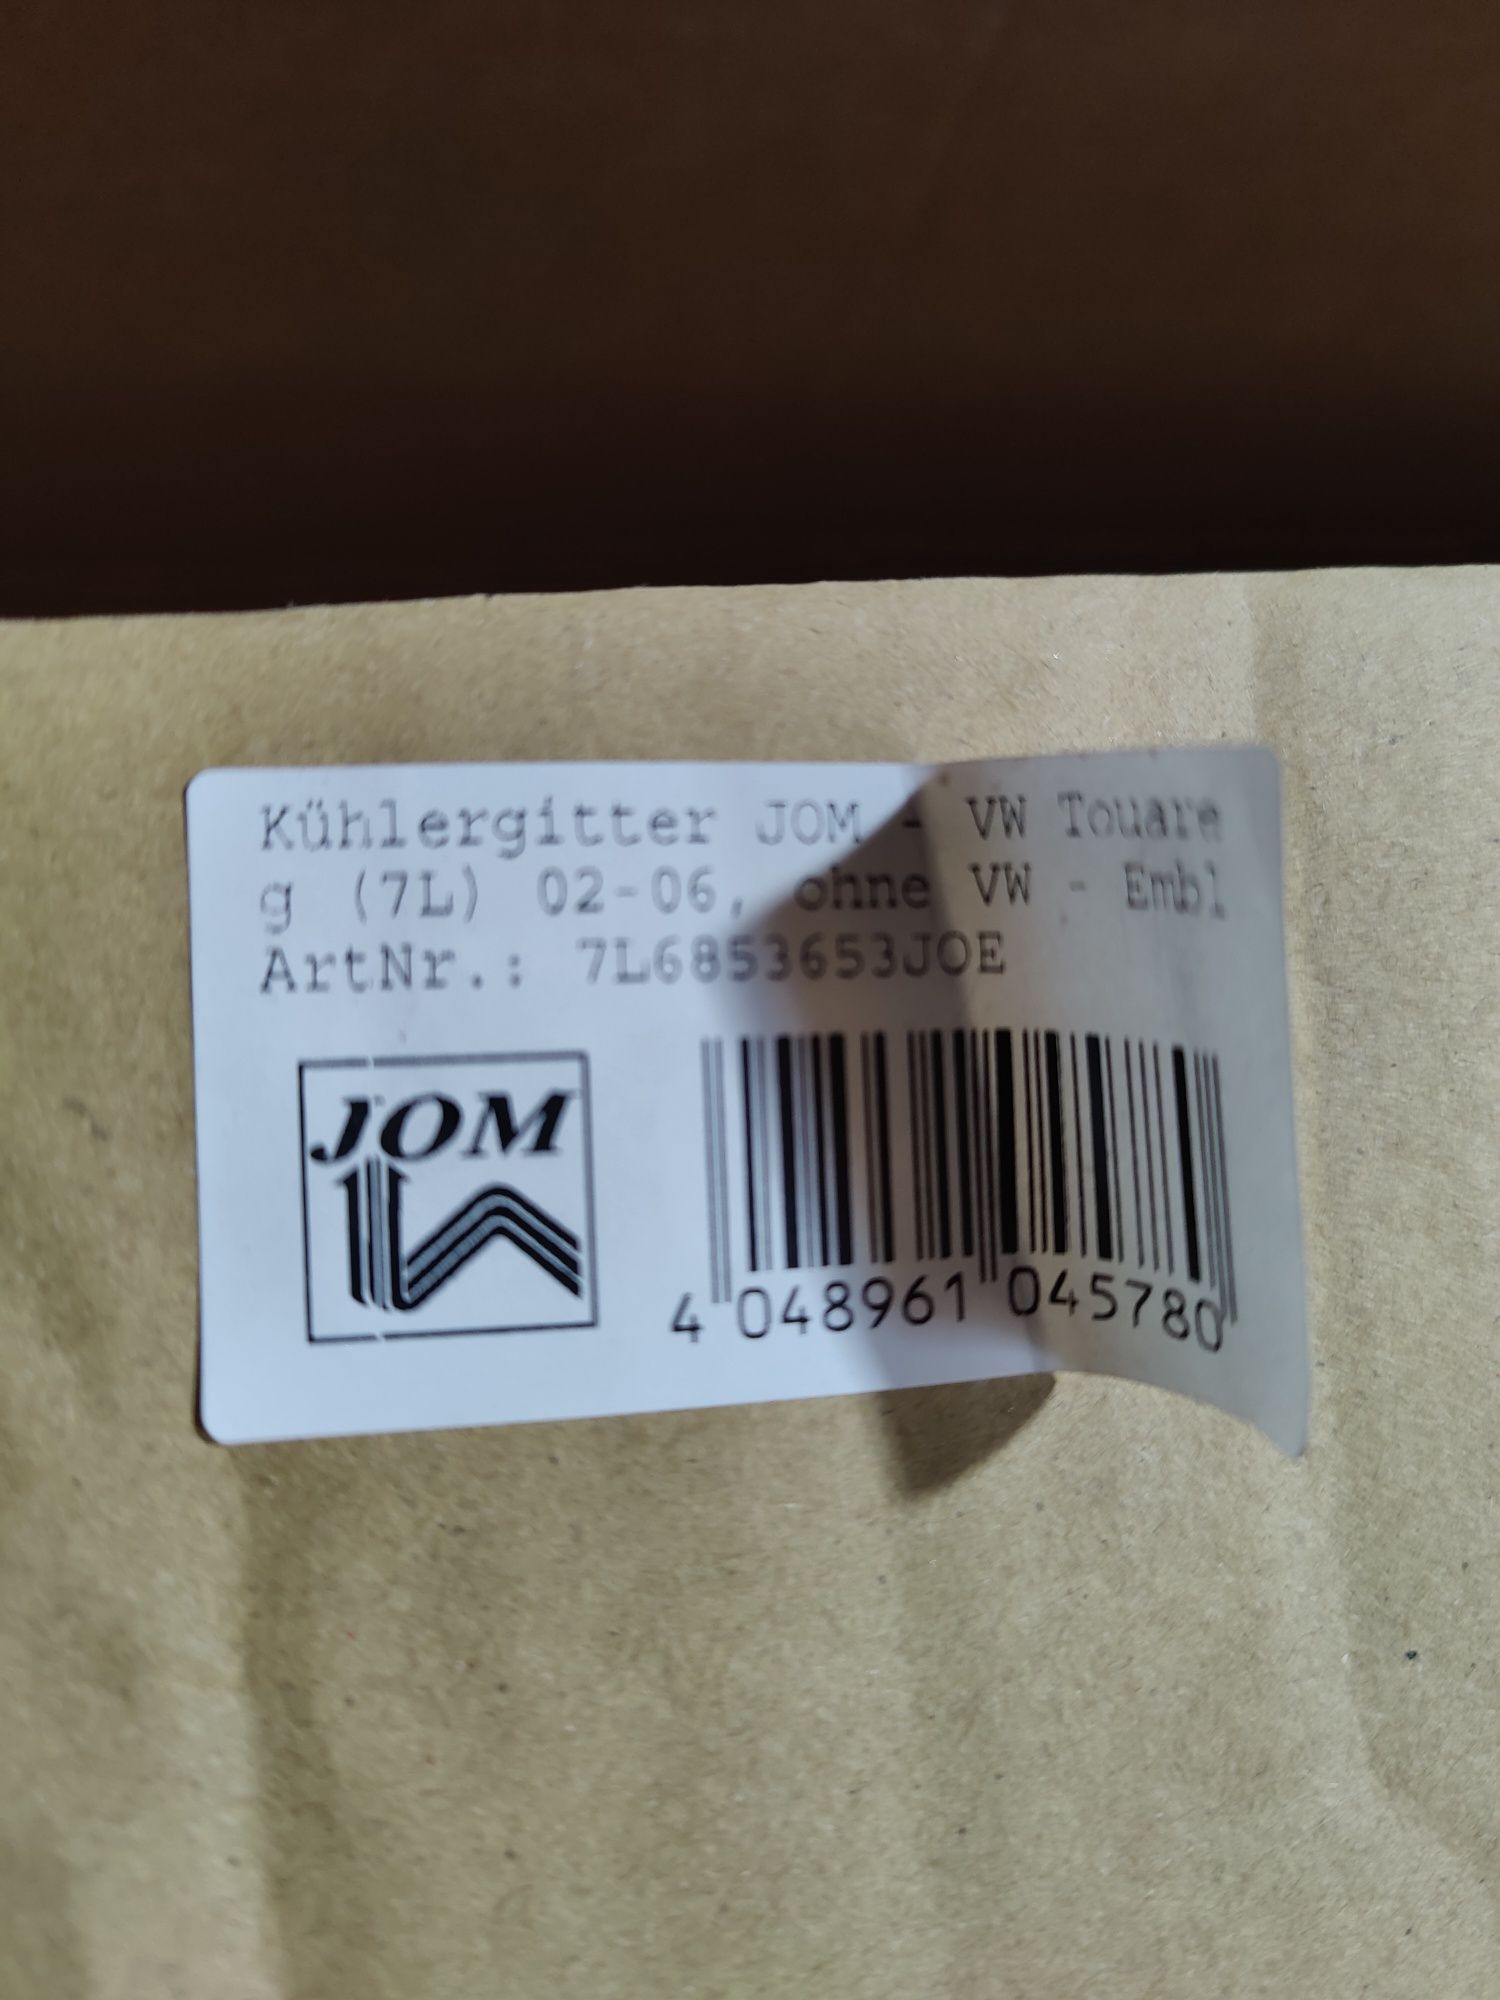 Kühlergitter JOM - VW Touare
g (7L) 02-06, ohne VW - Embl
ArtNr.: 7L6853653JOE
JOM
4 048961 045780